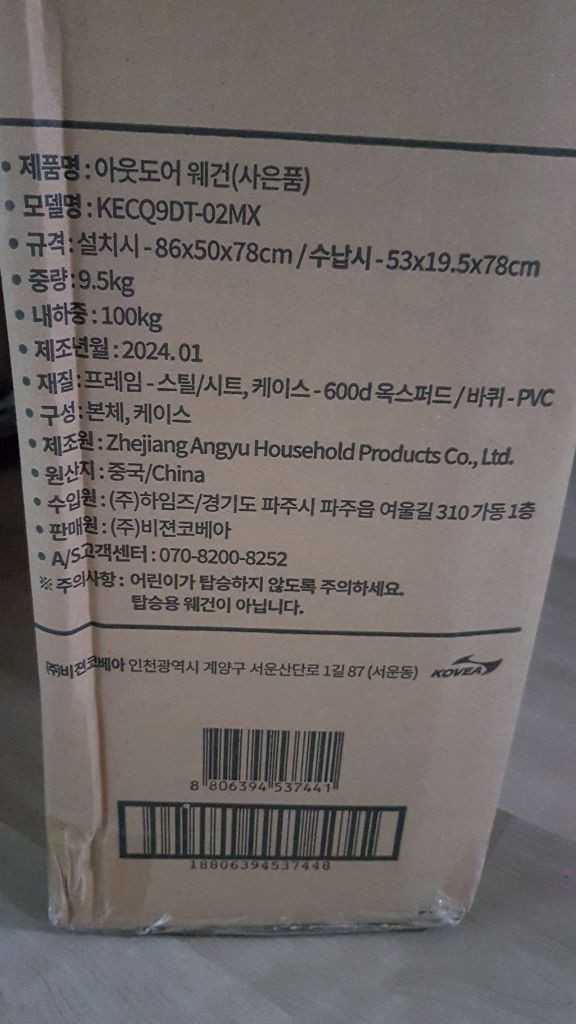 • 제품명 : 아웃도어 웨건(사은품)
• 모델명 : KECQ9DT-02MX
• 규격 : 설치시 - 86x50x78cm / 수납시 - 53x19.5x78cm
• 중량 : 9.5kg
• 내하중 : 100kg
• 제조년월 : 2024. 01
• 재질 : 프레임 - 스틸/시트, 케이스 - 600d 옥스퍼드 / 바퀴 - PVC
• 구성 : 본체, 케이스
• 제조원 : Zhejiang Angyu Household Products Co., Ltd.
• 원산지 : 중국/China
• 수입원 : (주)하임즈/경기도 파주시 파주읍 여울길 310 가동 1층
• 판매원 : (주)비젼코베아
• A/S고객센터 : 070-8200-8252
※ 주의사항 : 어린이가 탑승하지 않도록 주의하세요.
탑승용 웨건이 아닙니다.
㈜비젼코베아 인천광역시 계양구 서운산단로 1길 87 (서운동) KOVEA
8 806394 537441
18806394537448